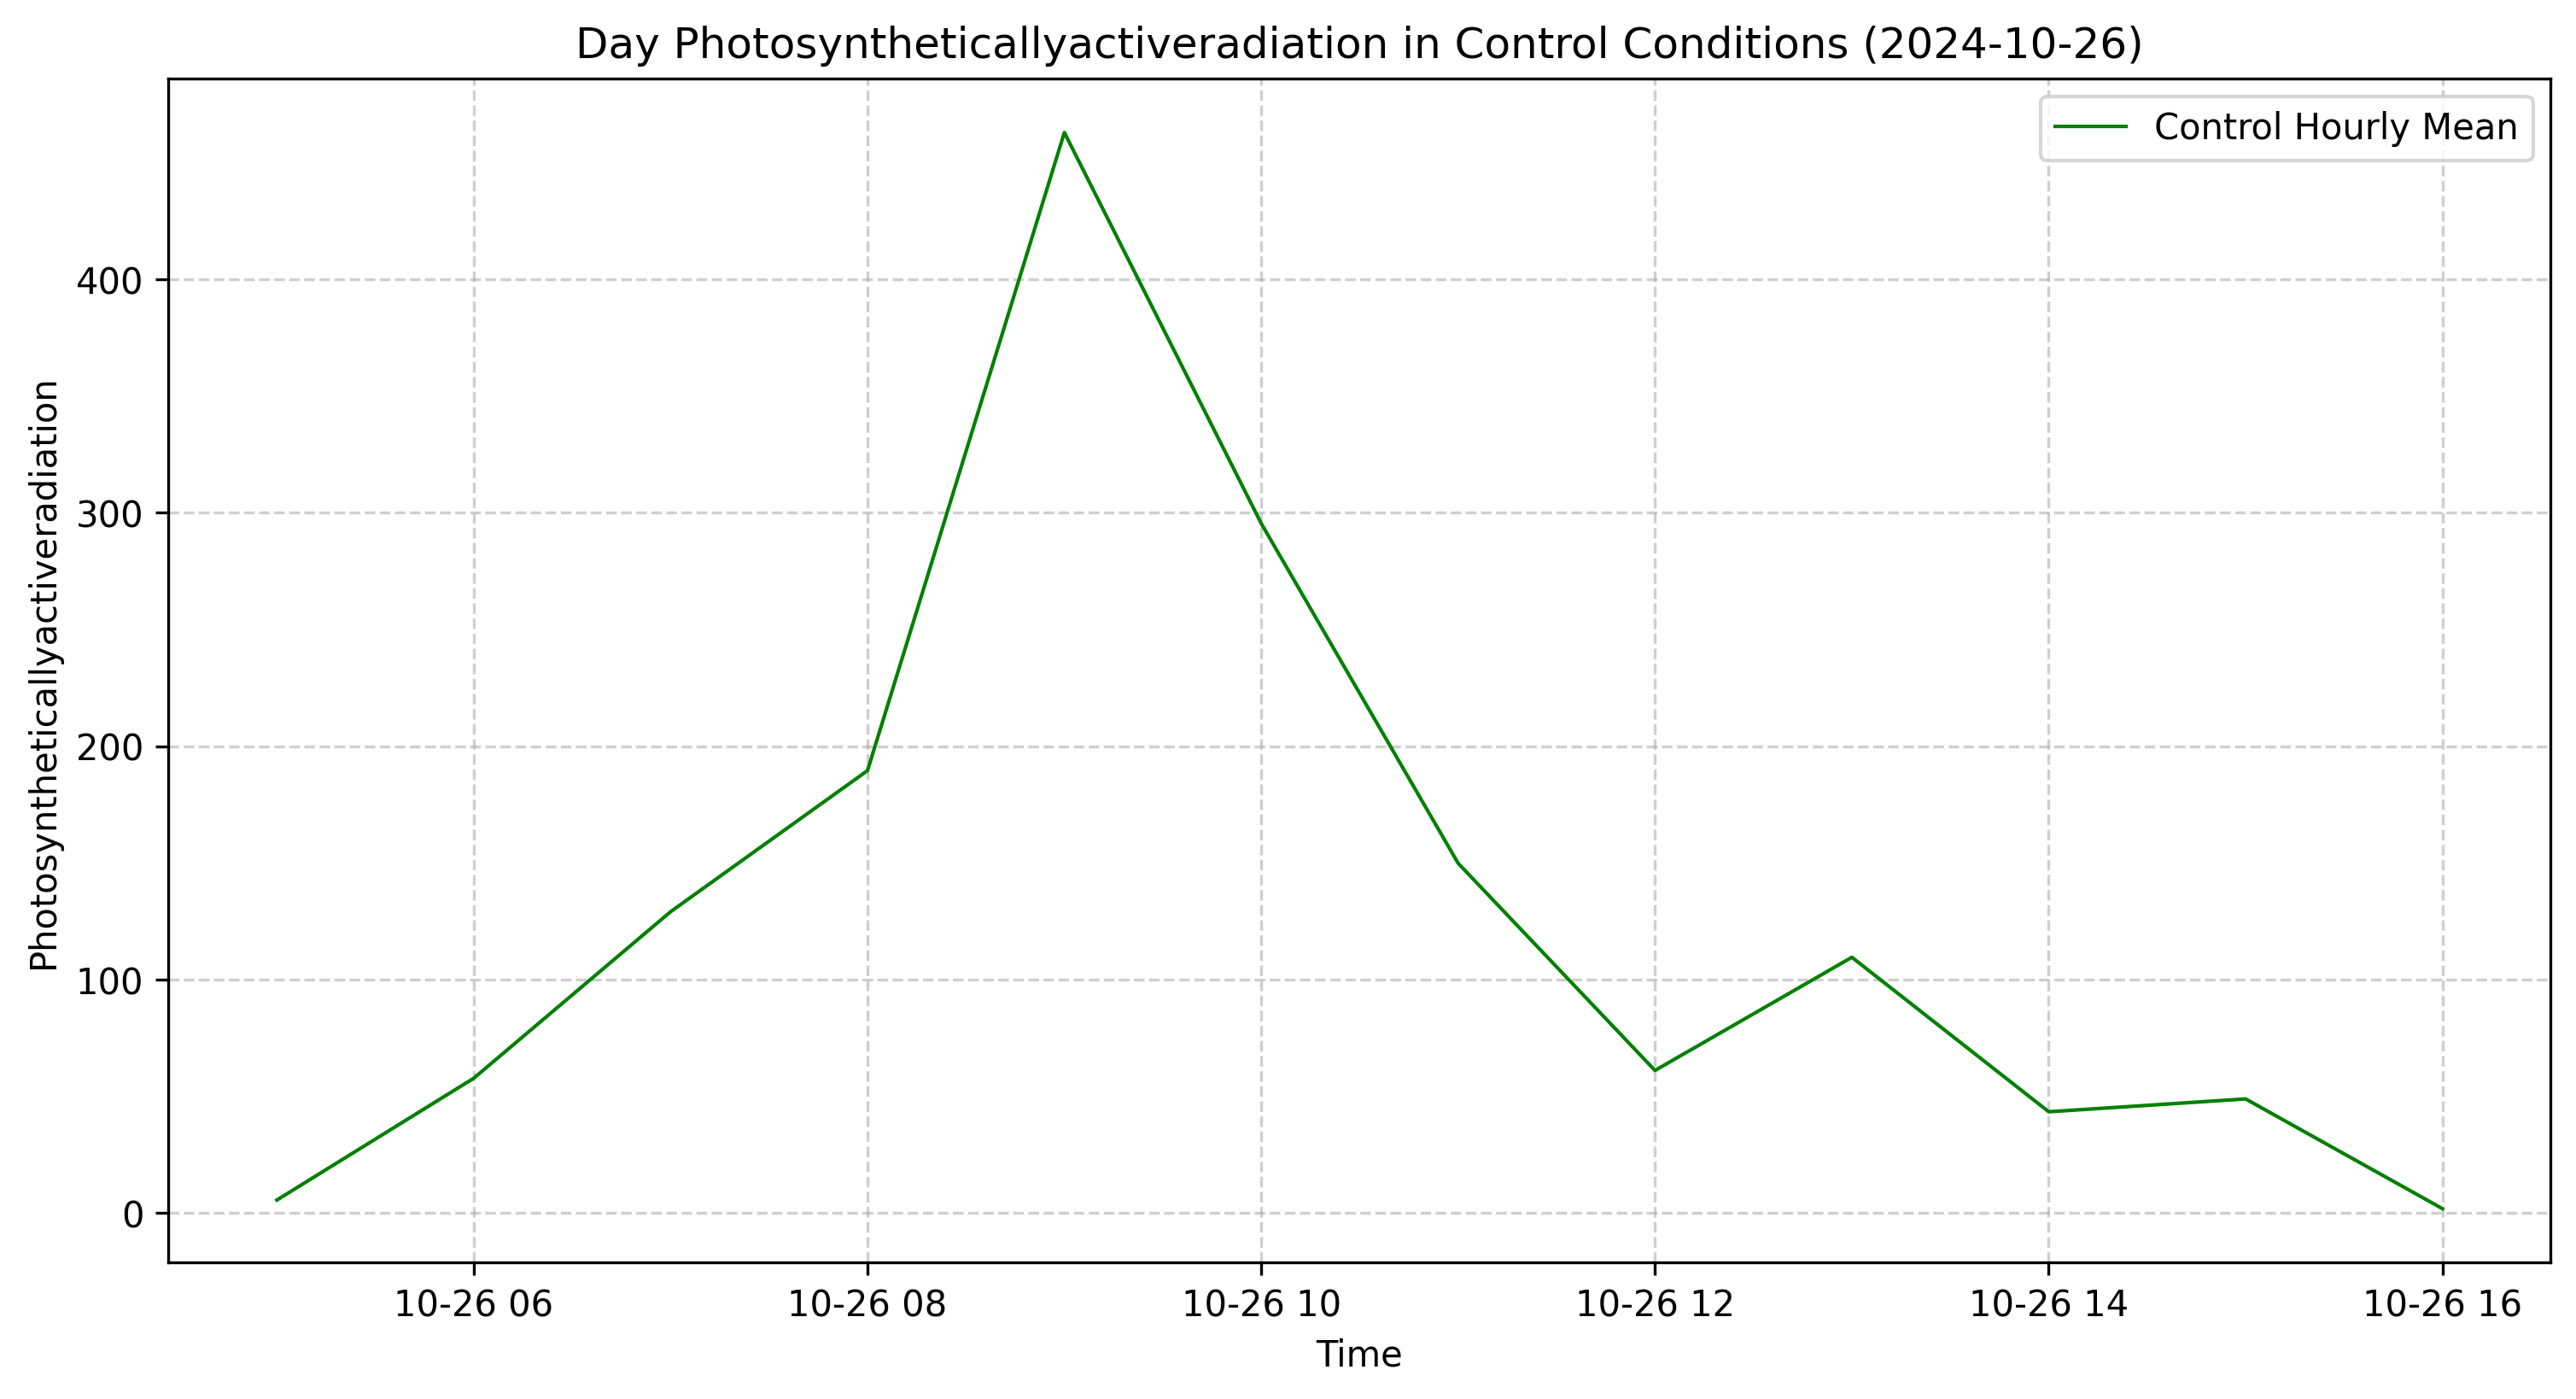 Day Photosyntheticallyactiveradiation in Control Conditions (2024-10-26)
Control Hourly Mean
Photosyntheticallyactiveradiation
400
300
200
100
0
10-26 06
10-26 08
10-26 10
10-26 12
10-26 14
10-26 16
Time